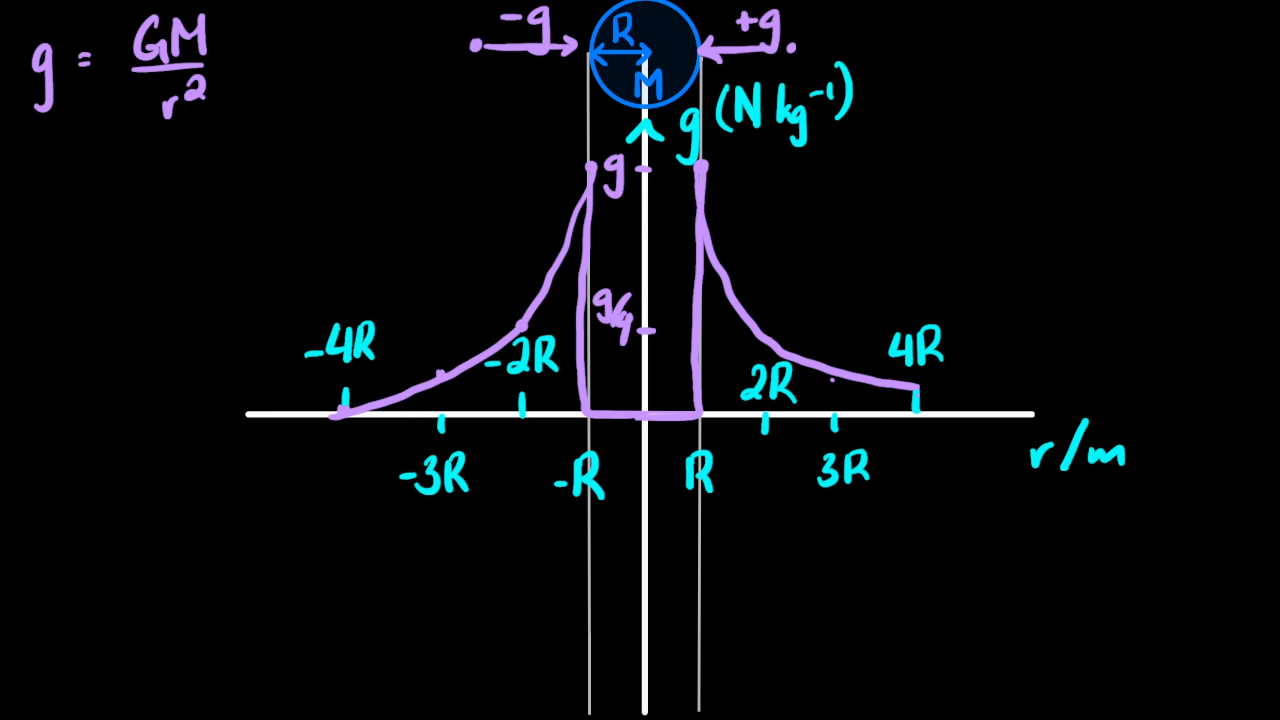 g = GM/r²
-g
R
+g
M
g (N kg⁻¹)
g
g/4
-4R
-2R
2R
4R
-3R
-R
R
3R
r/m